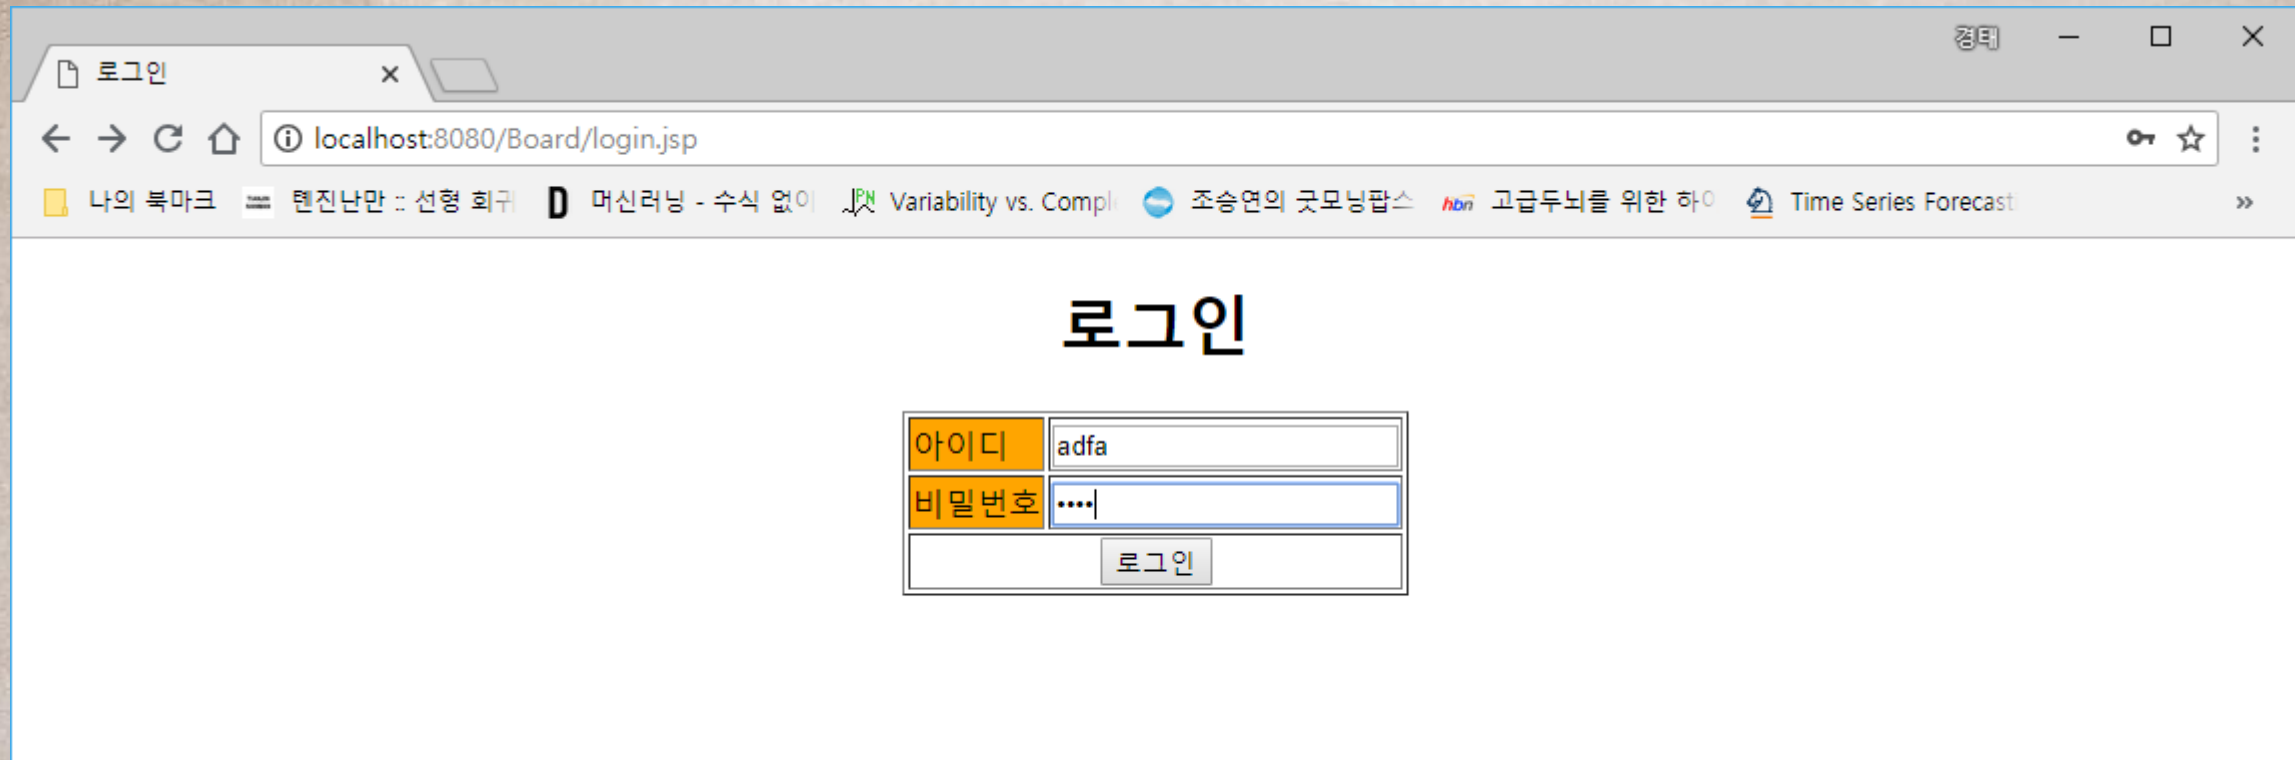 경태
로그인
localhost:8080/Board/login.jsp
나의 북마크 텐진난만 :: 선형 회귀 D 머신러닝 - 수식 없이 PN Variability vs. Compl 조승연의 굿모닝팝스 hbn 고급두뇌를 위한 하이 Time Series Forecasti »
로그인
아이디 adfa
비밀번호 ••••
로그인